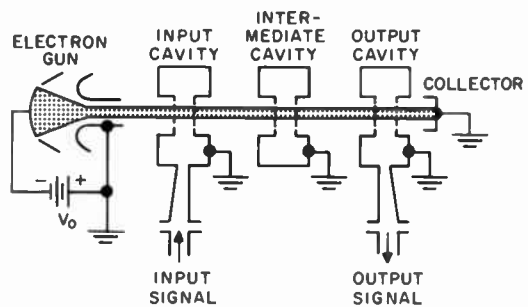 ELECTRON
GUN
INPUT
CAVITY
INTER-
MEDIATE
CAVITY
OUTPUT
CAVITY
COLLECTOR
- +
V₀
INPUT
SIGNAL
OUTPUT
SIGNAL